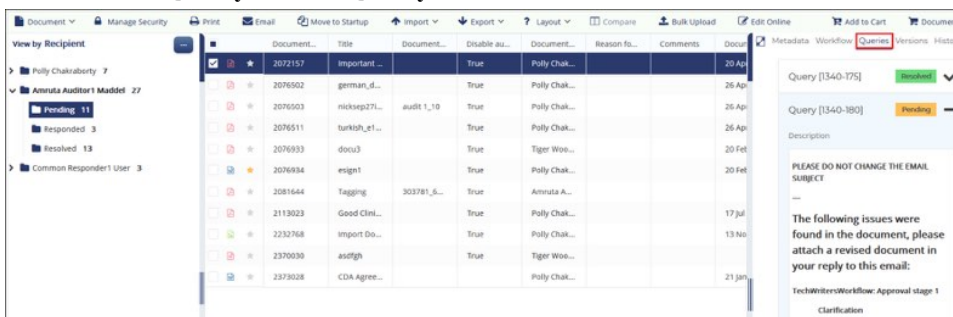 Document Manage Security Print Email Move to Startup Import Export ? Layout Compare Bulk Upload Edit Online Add to Cart Docume
View by Recipient
Document... Title Document... Disable au... Document... Reason fo... Comments Docum
Metadata Workflow Queries Versions Histo
Polly Chakraborty 7
Amruta Auditor1 Maddel 27
Pending 11
Responded 3
Resolved 13
Common Responder1 User 3
2072157 Important ... True Polly Chak... 20 Ap
2076502 german_d... True Polly Chak... 26 Ap
2076503 nicksep27i... audit 1_10 True Polly Chak... 26 Ap
2076511 turkish_e1... True Polly Chak... 26 Ap
2076933 docu3 True Tiger Woo... 20 Feb
2076934 esign1 True Polly Chak... 20 Feb
2081644 Tagging 303781_6... True Amruta A...
2113023 Good Clini... True Polly Chak... 17 Jul
2232768 Import Do... True Polly Chak... 13 No
2370030 asdfgh True Tiger Woo...
2373028 CDA Agree... Polly Chak... 21 Jan
Query [1340-175] Resolved
Query [1340-180] Pending
Description
PLEASE DO NOT CHANGE THE EMAIL
SUBJECT
---
The following issues were
found in the document, please
attach a revised document in
your reply to this email:
TechWritersWorkflow: Approval stage 1
Clarification